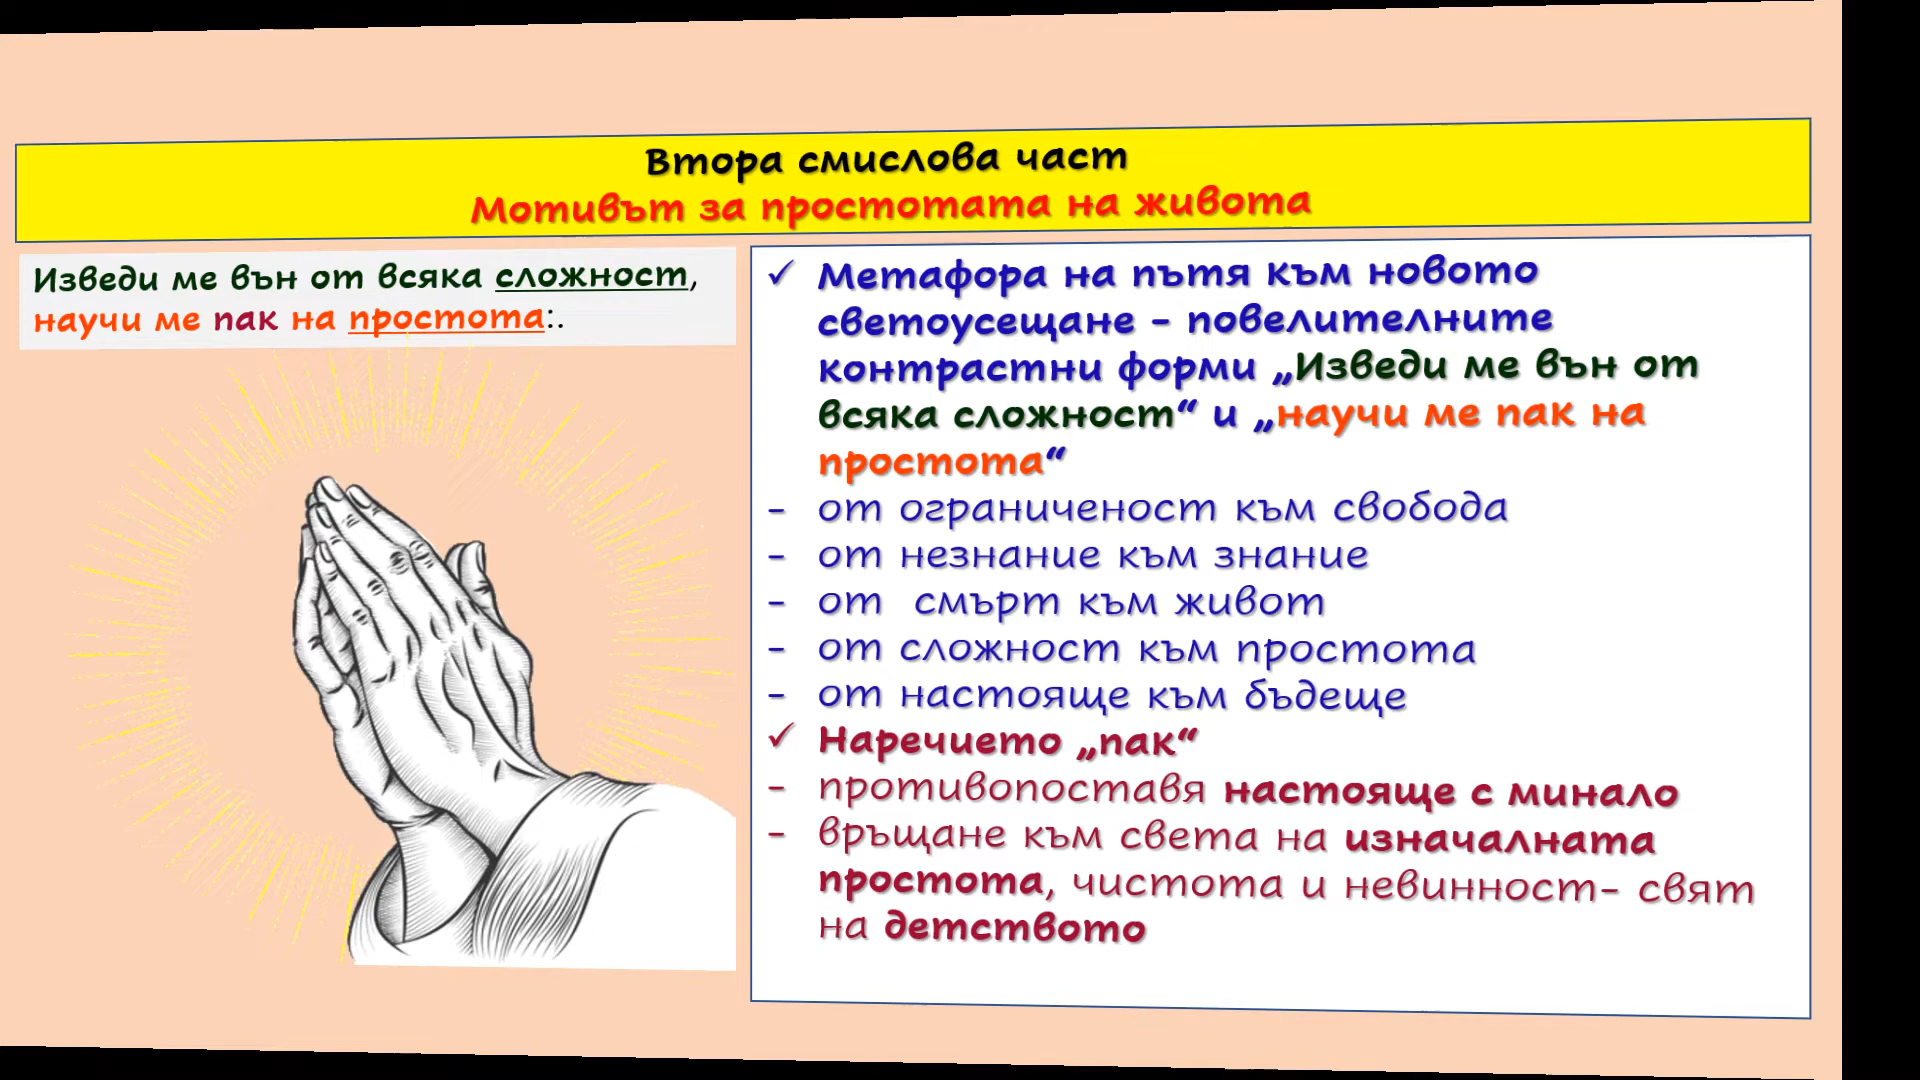 Втора смислова част
Мотивът за простотата на живота
Изведи ме вън от всяка сложност,
научи ме пак на простота:.
✓ Метафора на пътя към новото
светоусещане – повелителните
контрастни форми „Изведи ме вън от
всяка сложност“ и „научи ме пак на
простота“
- от ограниченост към свобода
- от незнание към знание
- от смърт към живот
- от сложност към простота
- от настояще към бъдеще
✓ Наречието „пак“
- противопоставя настояще с минало
- връщане към света на изначалната
простота, чистота и невинност– свят
на детството